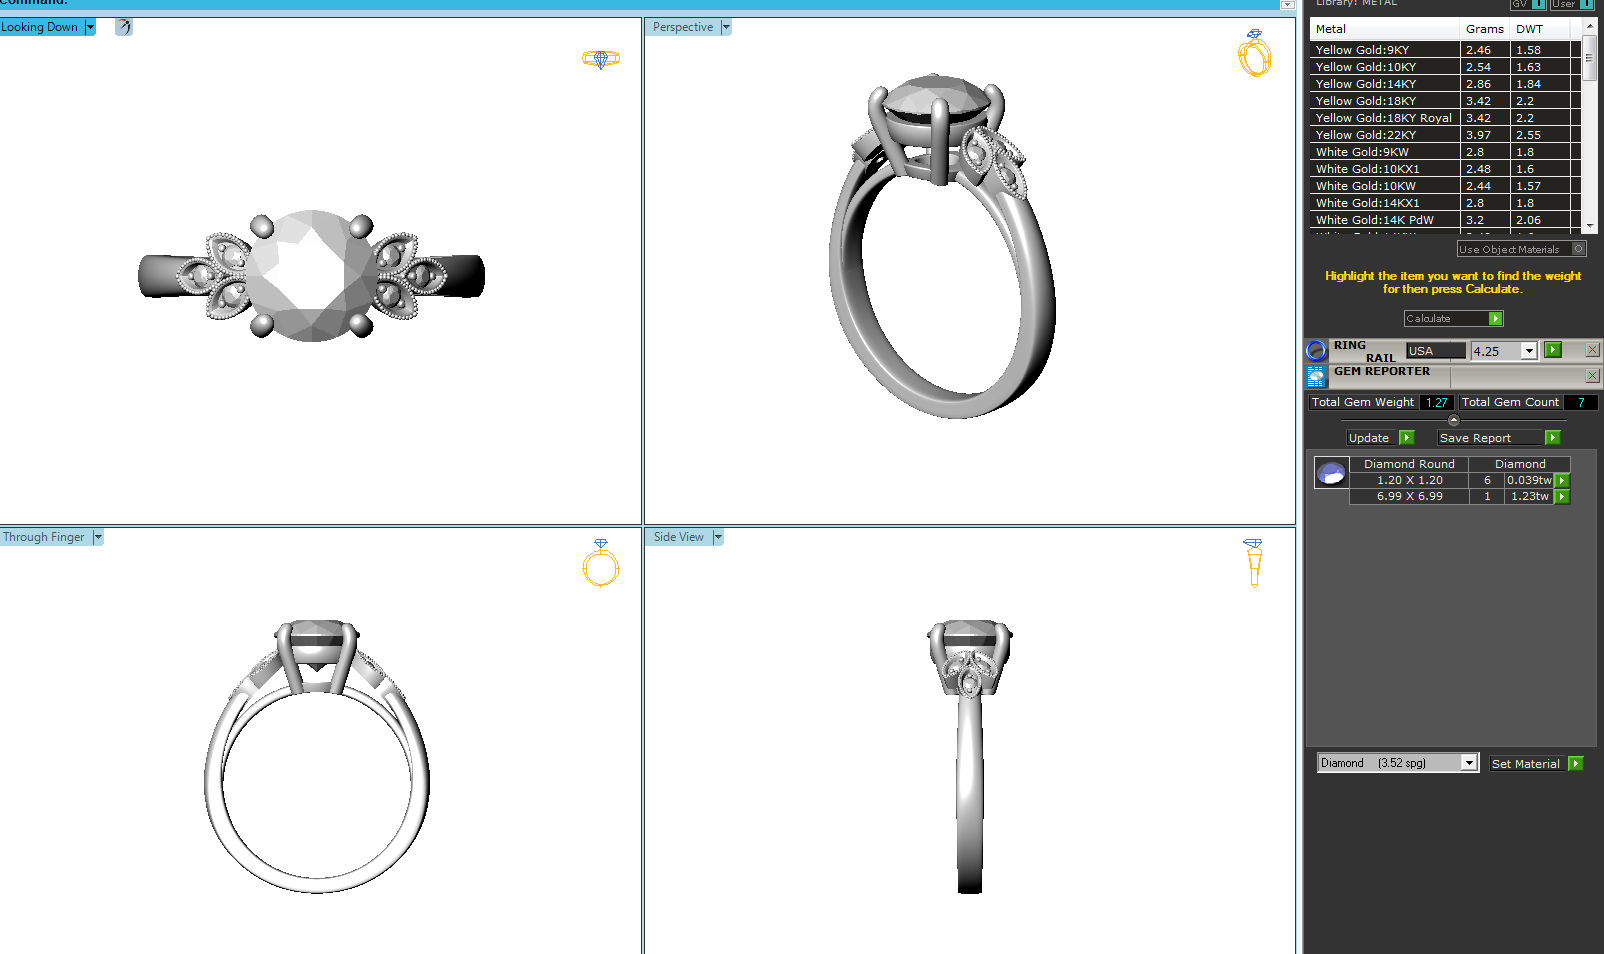 Command:
Looking Down
Perspective
Through Finger
Side View
Library: METAL
GV
User
Metal Grams DWT
Yellow Gold:9KY 2.46 1.58
Yellow Gold:10KY 2.54 1.63
Yellow Gold:14KY 2.86 1.84
Yellow Gold:18KY 3.42 2.2
Yellow Gold:18KY Royal 3.42 2.2
Yellow Gold:22KY 3.97 2.55
White Gold:9KW 2.8 1.8
White Gold:10KX1 2.48 1.6
White Gold:10KW 2.44 1.57
White Gold:14KX1 2.8 1.8
White Gold:14K PdW 3.2 2.06
Use Object Materials
Highlight the item you want to find the weight
for then press Calculate.
Calculate
RING RAIL USA 4.25
GEM REPORTER
Total Gem Weight 1.27 Total Gem Count 7
Update Save Report
Diamond Round Diamond
1.20 X 1.20 6 0.039tw
6.99 X 6.99 1 1.23tw
Diamond (3.52 spg) Set Material